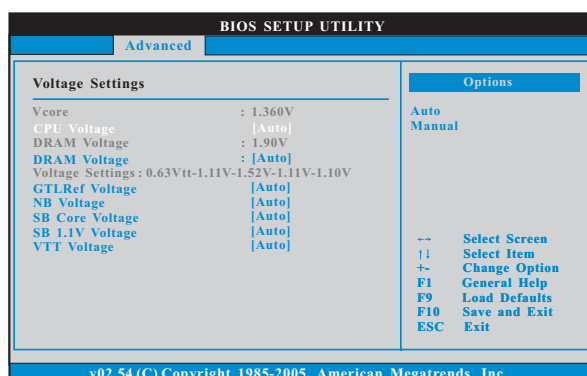 BIOS SETUP UTILITY
Advanced
Voltage Settings
Vcore : 1.360V
CPU Voltage [Auto]
DRAM Voltage : 1.90V
DRAM Voltage : [Auto]
Voltage Settings : 0.63Vtt-1.11V-1.52V-1.11V-1.10V
GTLRef Voltage [Auto]
NB Voltage [Auto]
SB Core Voltage [Auto]
SB 1.1V Voltage [Auto]
VTT Voltage [Auto]
Options
Auto
Manual
←→ Select Screen
↑↓ Select Item
+- Change Option
F1 General Help
F9 Load Defaults
F10 Save and Exit
ESC Exit
v02.54 (C) Copyright 1985-2005, American Megatrends, Inc